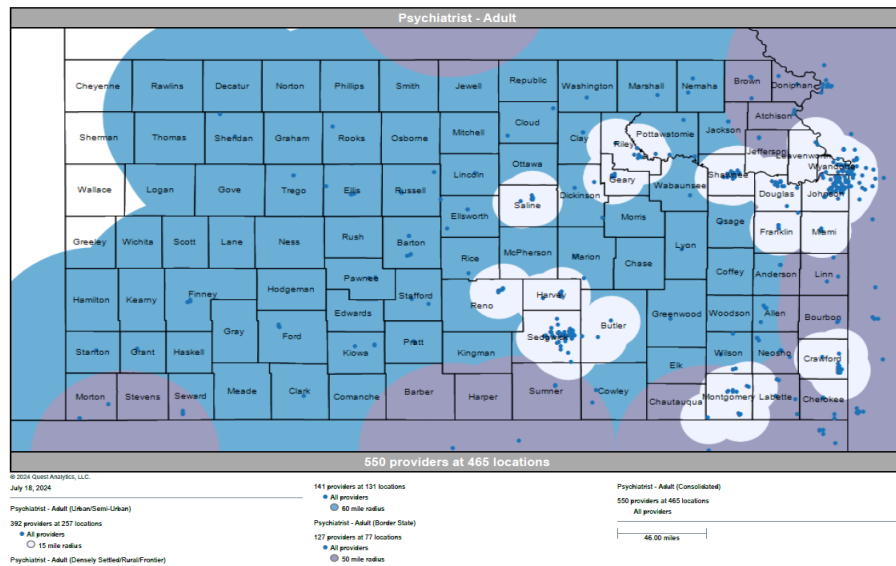 Psychiatrist - Adult
Cheyenne Rawlins Decatur Norton Phillips Smith Jewell Republic Washington Marshall Nemaha Brown Doniphan
Sherman Thomas Sheridan Graham Rooks Osborne Mitchell Cloud Clay Riley Pottawatomie Jackson Atchison
Jefferson Leavenworth
Wallace Logan Gove Trego Ellis Russell Lincoln Ottawa Geary Shawnee Wyandotte
Saline Dickinson Wabaunsee Douglas Johnson
Ellsworth Morris Osage Franklin Miami
Greeley Wichita Scott Lane Ness Rush Barton Rice McPherson Marion Chase Lyon Coffey Anderson Linn
Hamilton Kearny Finney Hodgeman Pawnee Stafford Reno Harvey
Edwards Greenwood Woodson Allen Bourbon
Gray Ford Sedgwick Butler
Stanton Grant Haskell Kiowa Pratt Kingman Elk Wilson Neosho Crawford
Morton Stevens Seward Meade Clark Comanche Barber Harper Sumner Cowley Chautauqua Montgomery Labette Cherokee
550 providers at 465 locations
© 2024 Quest Analytics, LLC.
July 18, 2024
Psychiatrist - Adult (Urban/Semi-Urban)
392 providers at 257 locations
All providers
15 mile radius
Psychiatrist - Adult (Densely Settled/Rural/Frontier)
141 providers at 131 locations
All providers
60 mile radius
Psychiatrist - Adult (Border State)
127 providers at 77 locations
All providers
50 mile radius
Psychiatrist - Adult (Consolidated)
550 providers at 465 locations
All providers
46.00 miles